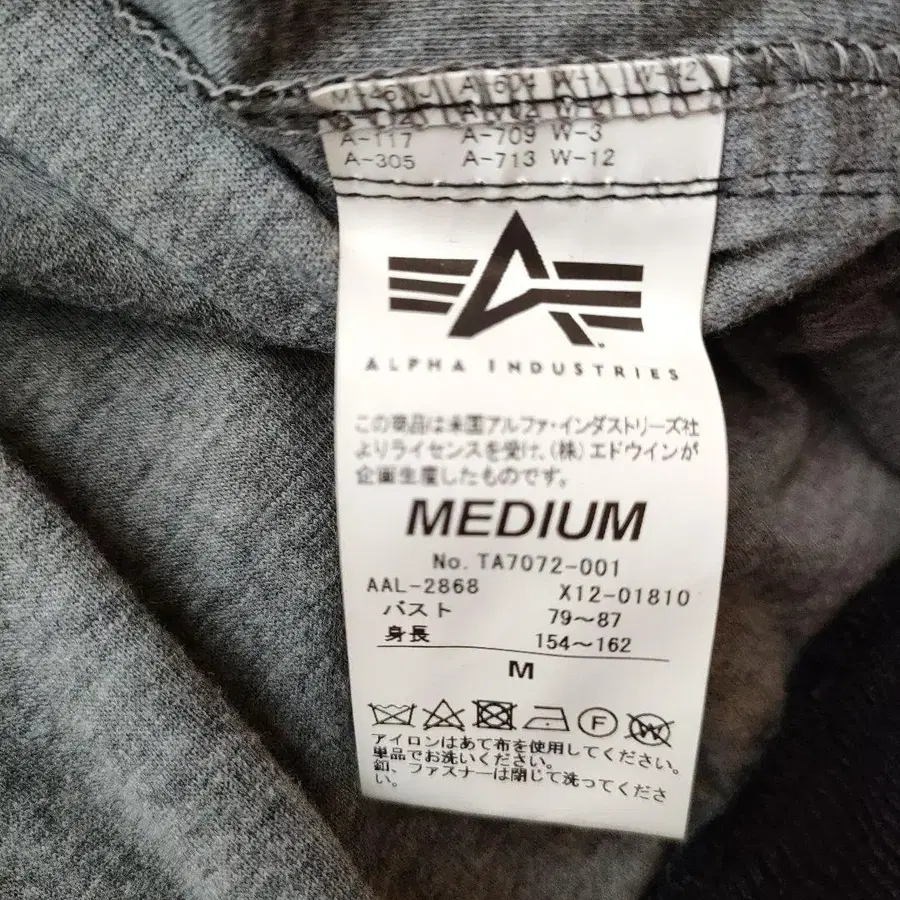 A-117 A-709 W-3
A-305 A-713 W-12
ALPHA INDUSTRIES
この商品は米国アルファ・インダストリーズ社
よりライセンスを受け、(株)エドウインが
企画生産したものです。
MEDIUM
No. TA7072-001
AAL-2868 X12-01810
バスト 79〜87
身長 154〜162
M
F W
アイロンはあて布を使用してください。
単品でお洗いください。
釦、ファスナーは閉じて洗ってくださ
い。